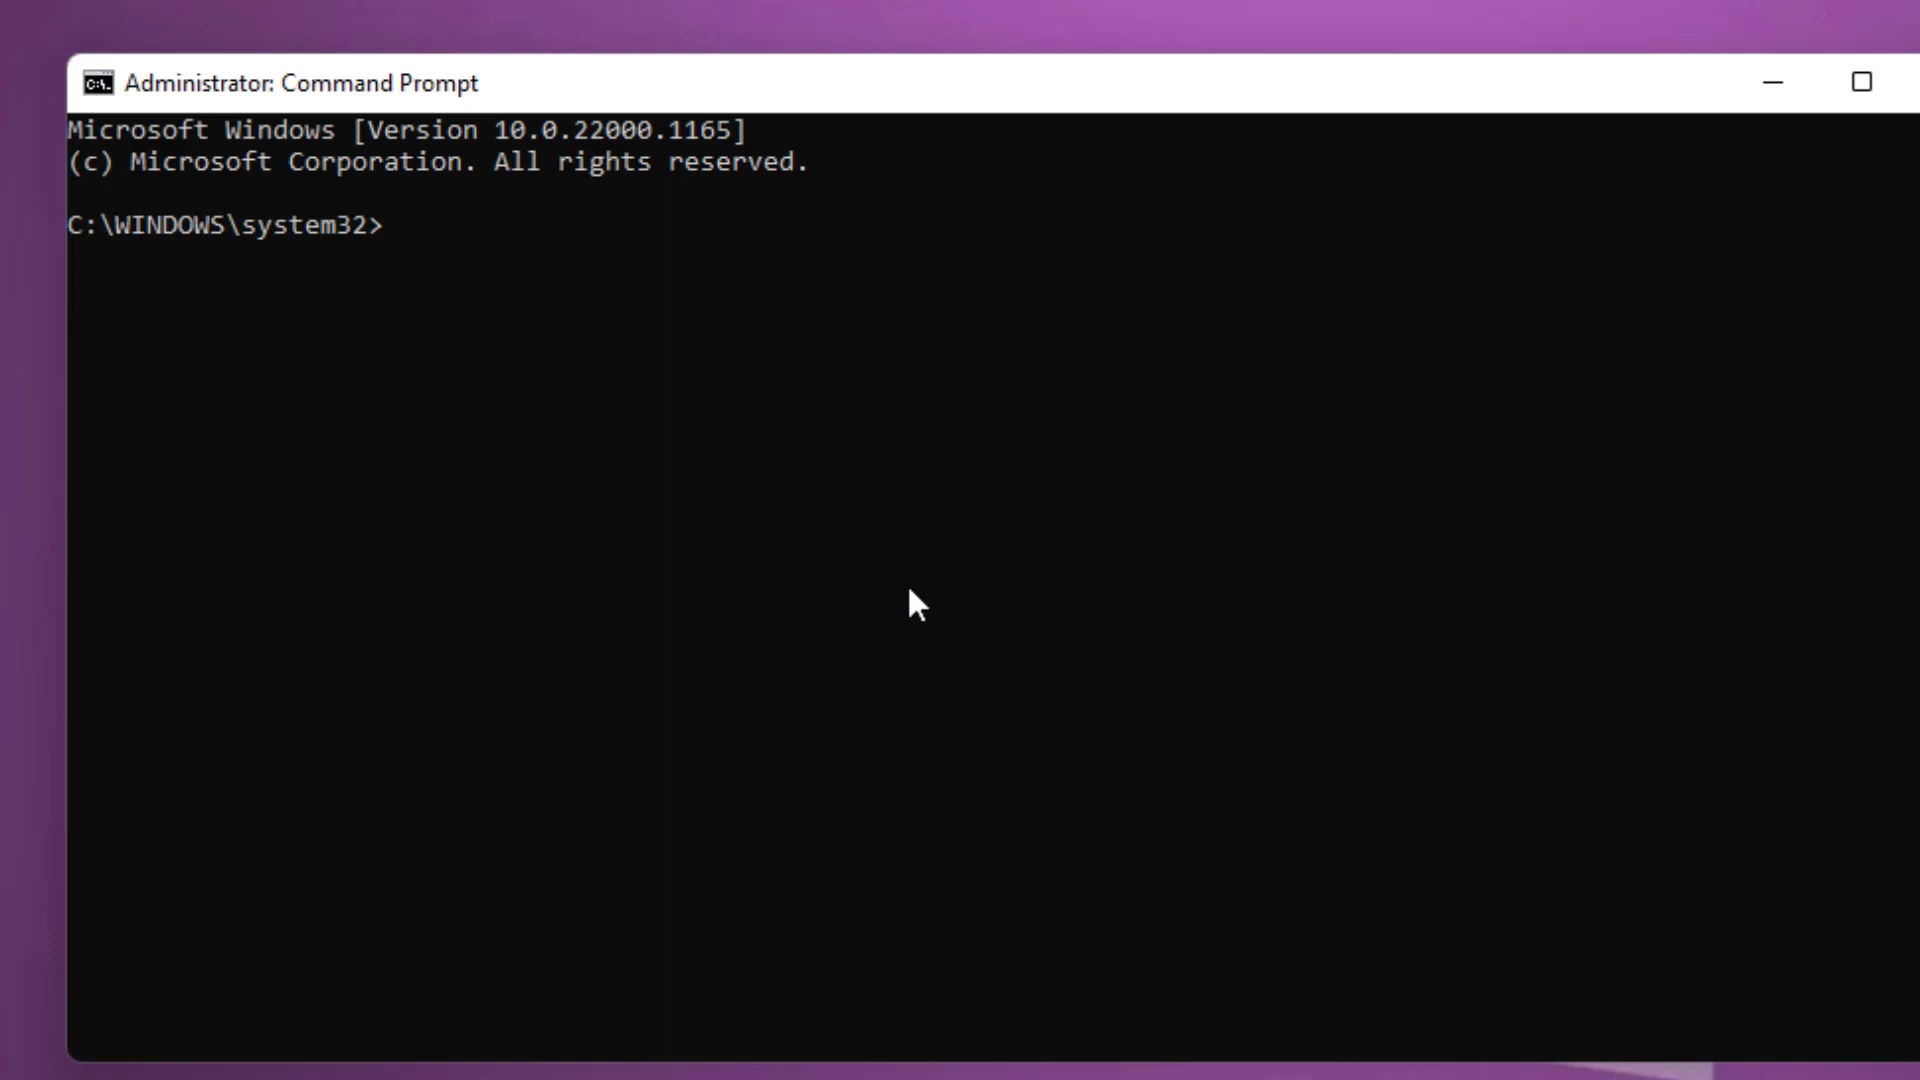 Administrator: Command Prompt
Microsoft Windows [Version 10.0.22000.1165]
(c) Microsoft Corporation. All rights reserved.
C:\WINDOWS\system32>